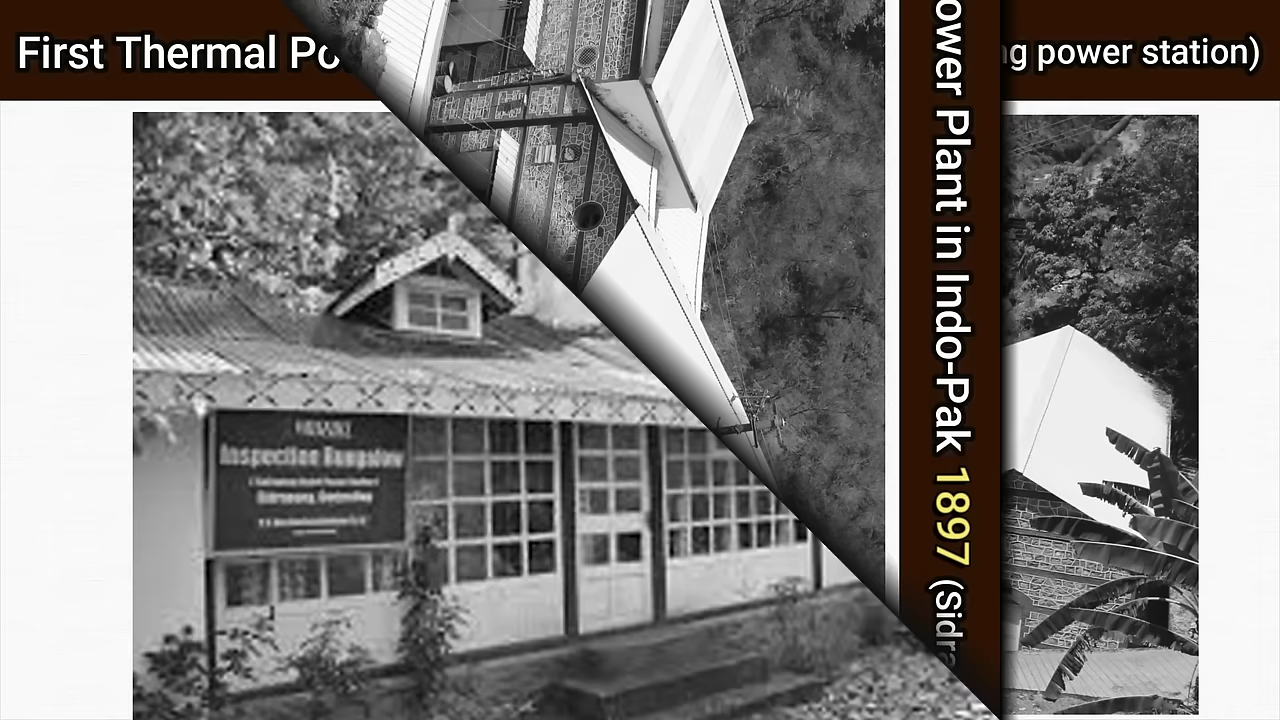 First Thermal Po
ower Plant in Indo-Pak 1897 (Sidr
ng power station)
Inspection Bungalow